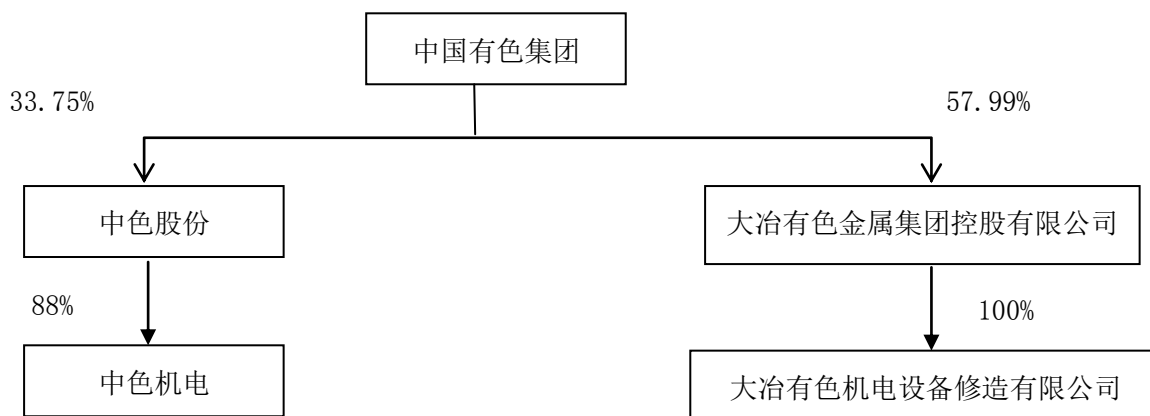 中国有色集团
33.75%
57.99%
中色股份
大冶有色金属集团控股有限公司
88%
100%
中色机电
大冶有色机电设备修造有限公司